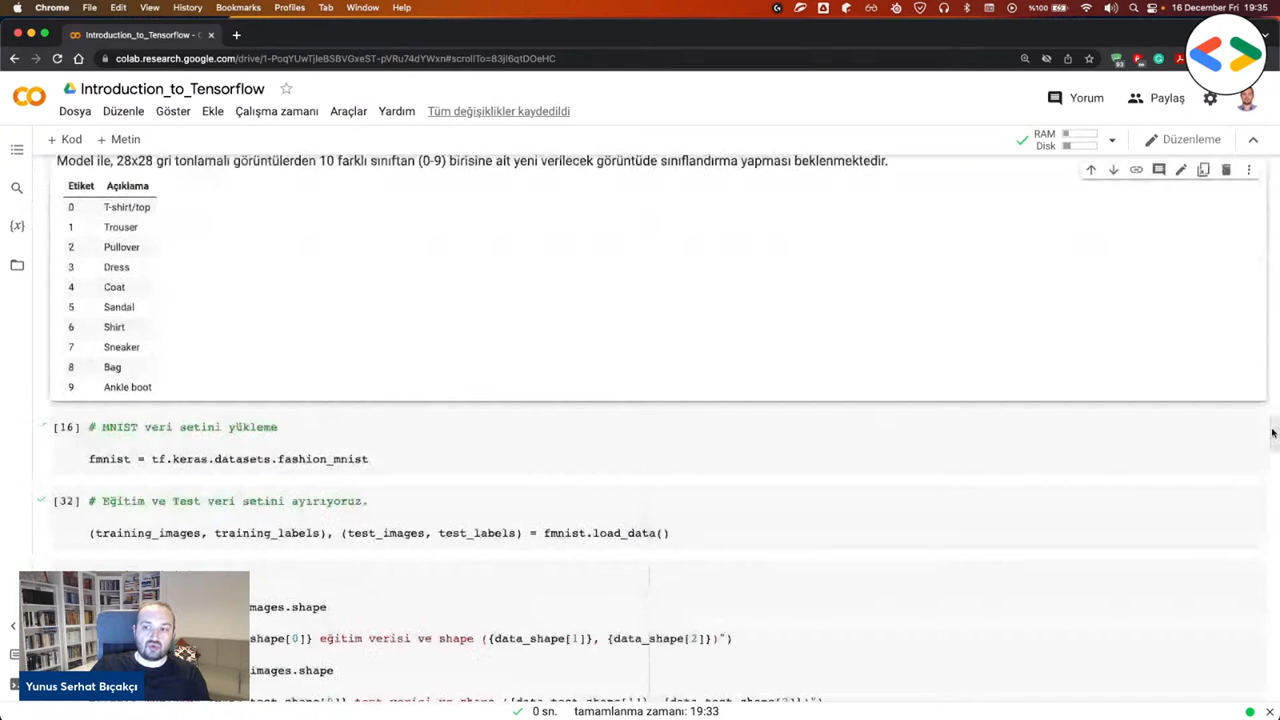 Chrome File Edit View History Bookmarks Profiles Tab Window Help %100 16 December Fri 19:35
Introduction_to_Tensorflow - C
colab.research.google.com/drive/1-PoqYUwTjleBSBVGxeST-pVRu74dYWxn#scrollTo=83jl6qtDOeHC
Introduction_to_Tensorflow
Dosya Düzenle Göster Ekle Çalışma zamanı Araçlar Yardım Tüm değişiklikler kaydedildi
Yorum Paylaş
+ Kod + Metin
RAM
Disk
Düzenleme
Model ile, 28x28 gri tonlamalı görüntülerden 10 farklı sınıftan (0-9) birisine ait yeni verilecek görüntüde sınıflandırma yapması beklenmektedir.
Etiket Açıklama
0 T-shirt/top
1 Trouser
2 Pullover
3 Dress
4 Coat
5 Sandal
6 Shirt
7 Sneaker
8 Bag
9 Ankle boot
[16] # MNIST veri setini yükleme
fmnist = tf.keras.datasets.fashion_mnist
[32] # Eğitim ve Test veri setini ayırıyoruz.
(training_images, training_labels), (test_images, test_labels) = fmnist.load_data()
mages.shape
shape[0]} eğitim verisi ve shape ({data_shape[1]}, {data_shape[2]})")
images.shape
Yunus Serhat Bıçakçı
0 sn. tamamlanma zamanı: 19:33